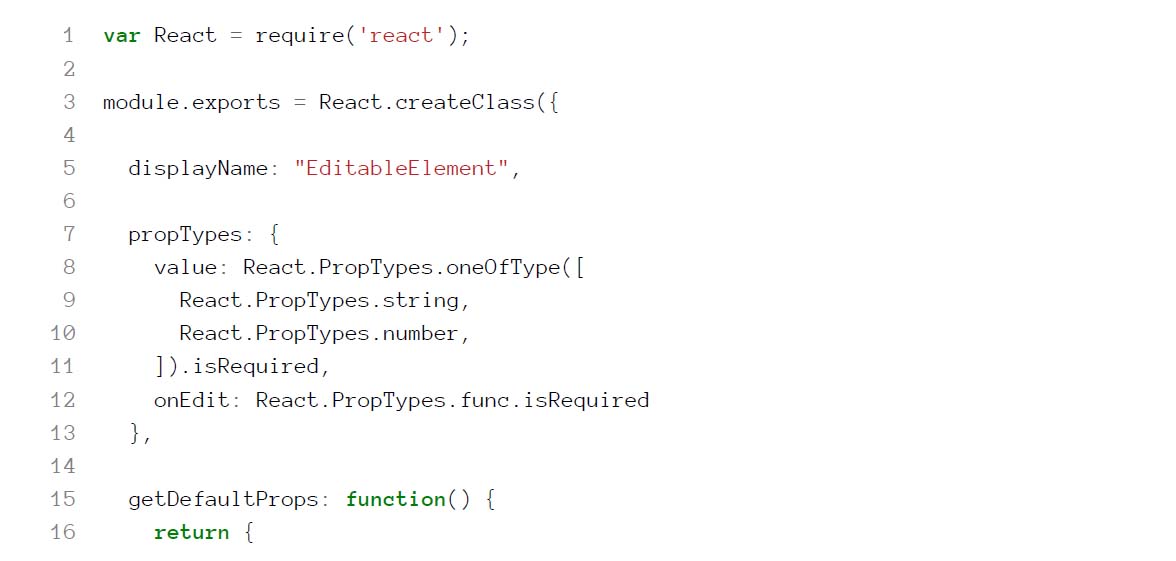 1 var React = require('react');
2
3 module.exports = React.createClass({
4
5   displayName: "EditableElement",
6
7   propTypes: {
8     value: React.PropTypes.oneOfType([
9       React.PropTypes.string,
10       React.PropTypes.number,
11     ]).isRequired,
12     onEdit: React.PropTypes.func.isRequired
13   },
14
15   getDefaultProps: function() {
16     return {